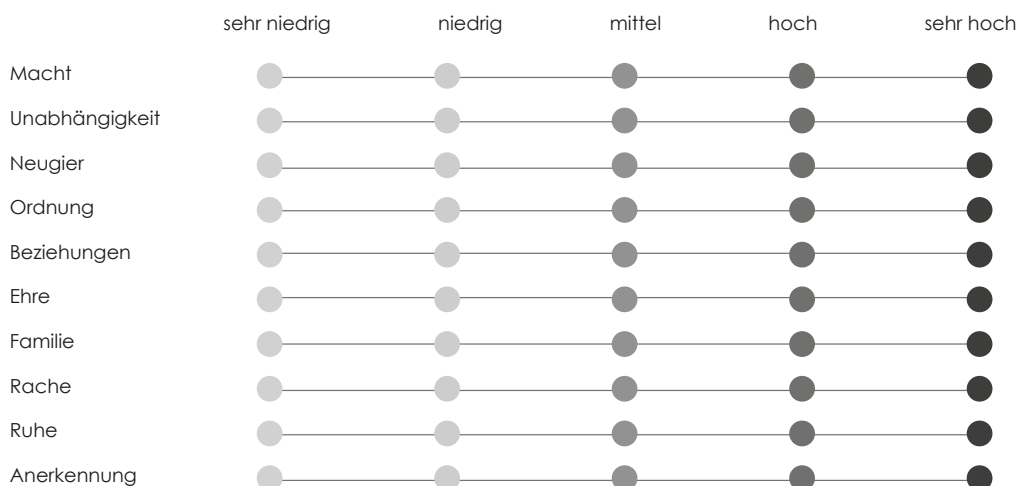 sehr niedrig niedrig mittel hoch sehr hoch
Macht
Unabhängigkeit
Neugier
Ordnung
Beziehungen
Ehre
Familie
Rache
Ruhe
Anerkennung